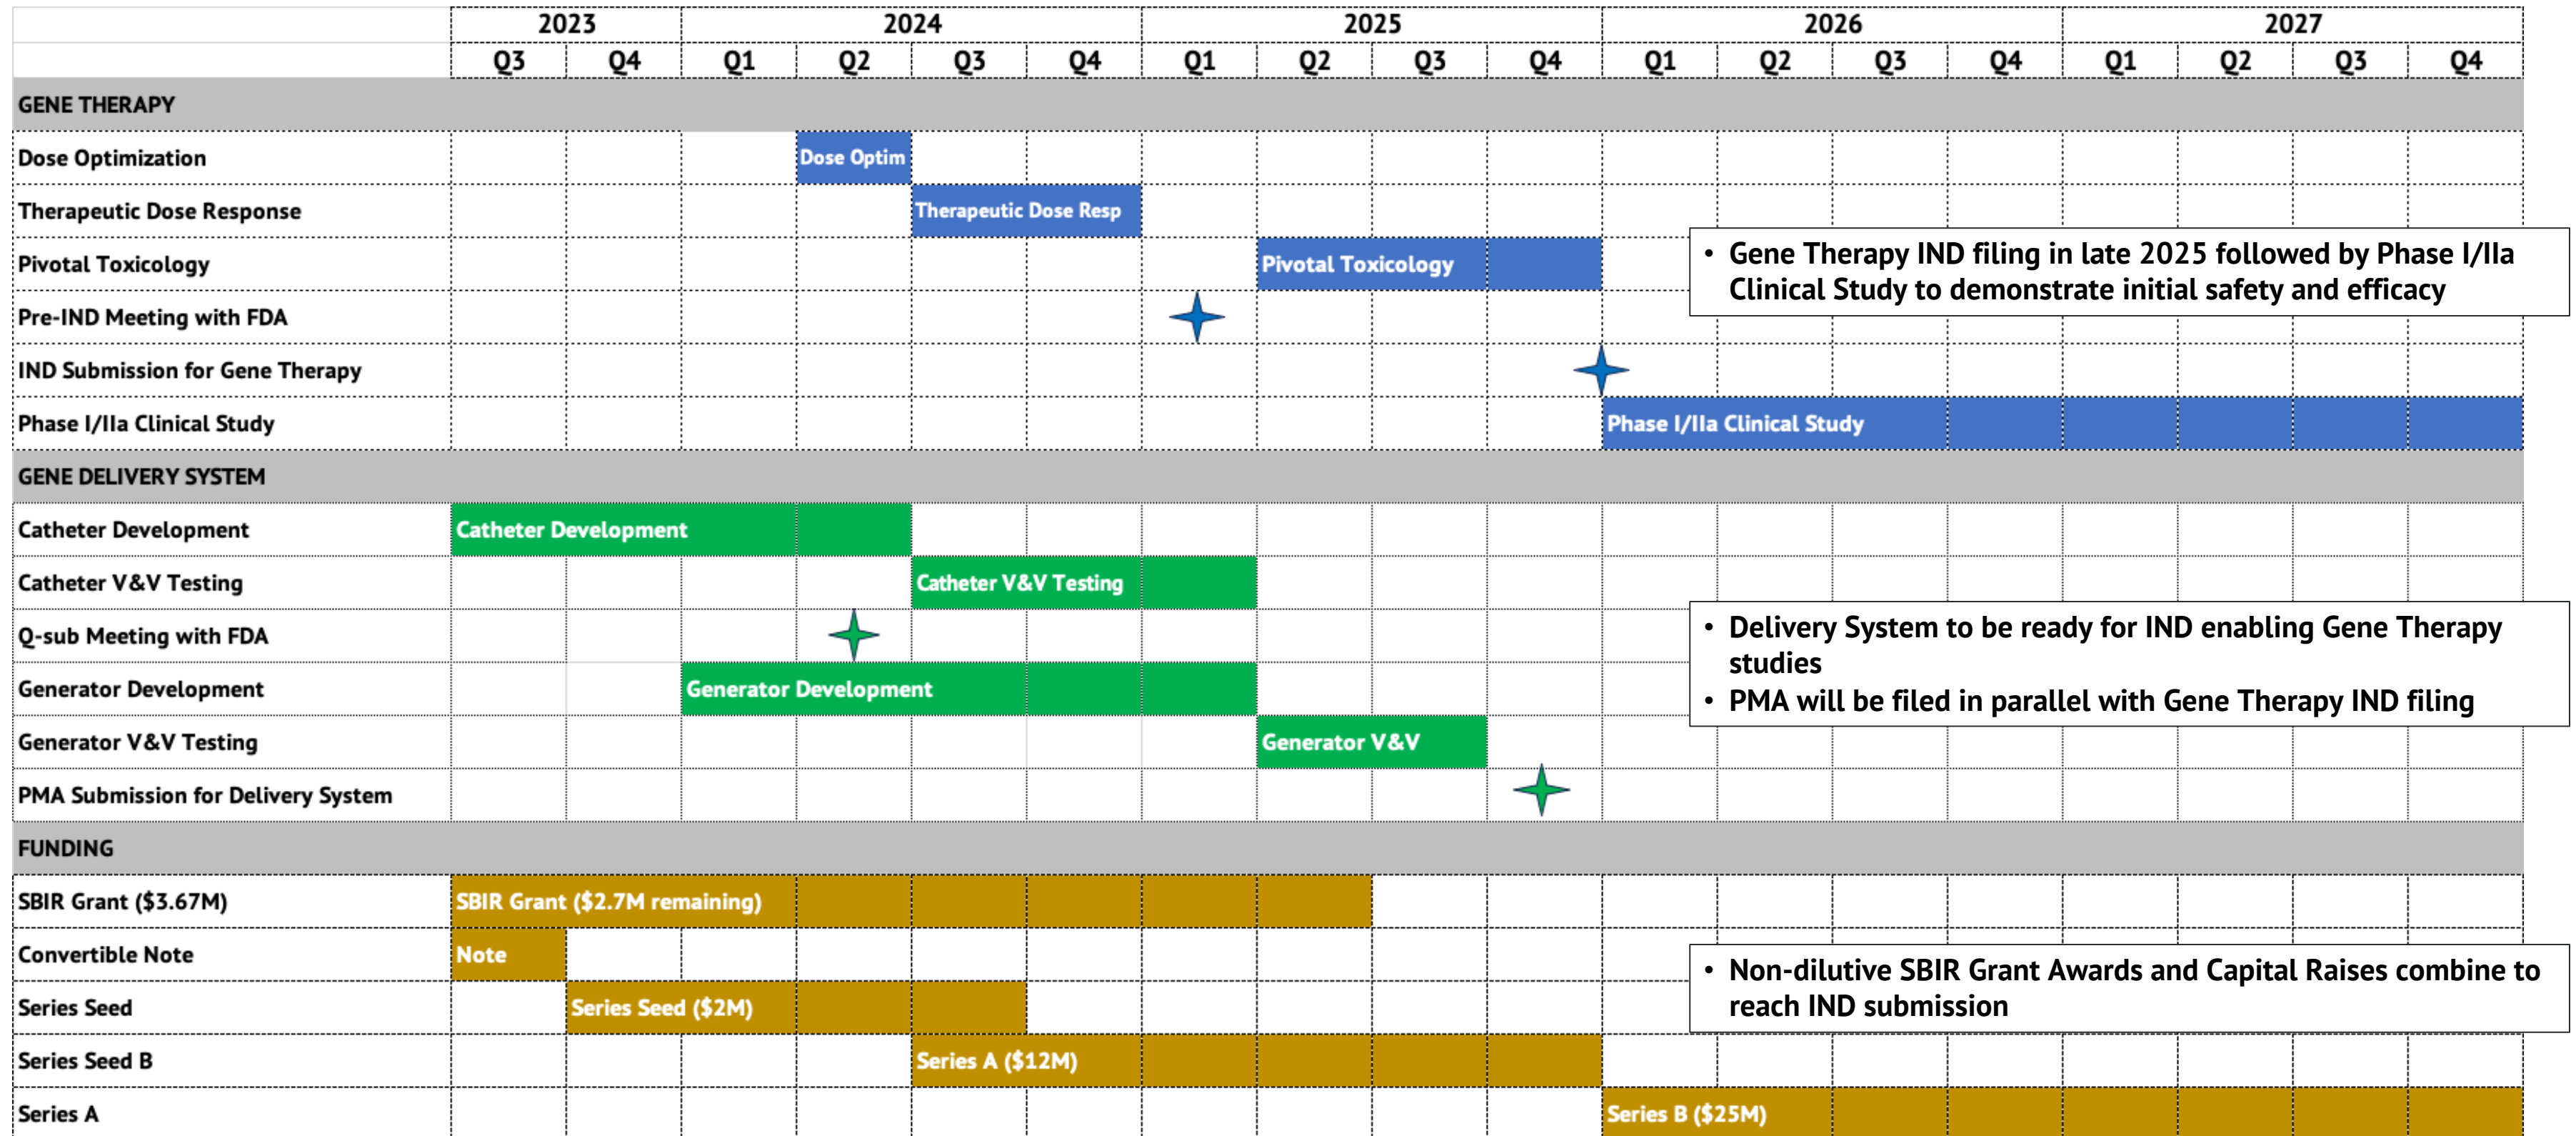 2023 2024 2025 2026 2027
Q3 Q4 Q1 Q2 Q3 Q4 Q1 Q2 Q3 Q4 Q1 Q2 Q3 Q4 Q1 Q2 Q3 Q4
GENE THERAPY
Dose Optimization Dose Optim
Therapeutic Dose Response Therapeutic Dose Resp
Pivotal Toxicology Pivotal Toxicology
Pre-IND Meeting with FDA
IND Submission for Gene Therapy
Phase I/IIa Clinical Study Phase I/IIa Clinical Study
• Gene Therapy IND filing in late 2025 followed by Phase I/IIa
Clinical Study to demonstrate initial safety and efficacy
GENE DELIVERY SYSTEM
Catheter Development Catheter Development
Catheter V&V Testing Catheter V&V Testing
Q-sub Meeting with FDA
Generator Development Generator Development
Generator V&V Testing Generator V&V
PMA Submission for Delivery System
• Delivery System to be ready for IND enabling Gene Therapy
studies
• PMA will be filed in parallel with Gene Therapy IND filing
FUNDING
SBIR Grant ($3.67M) SBIR Grant ($2.7M remaining)
Convertible Note Note
Series Seed Series Seed ($2M)
Series Seed B Series A ($12M)
Series A Series B ($25M)
• Non-dilutive SBIR Grant Awards and Capital Raises combine to
reach IND submission